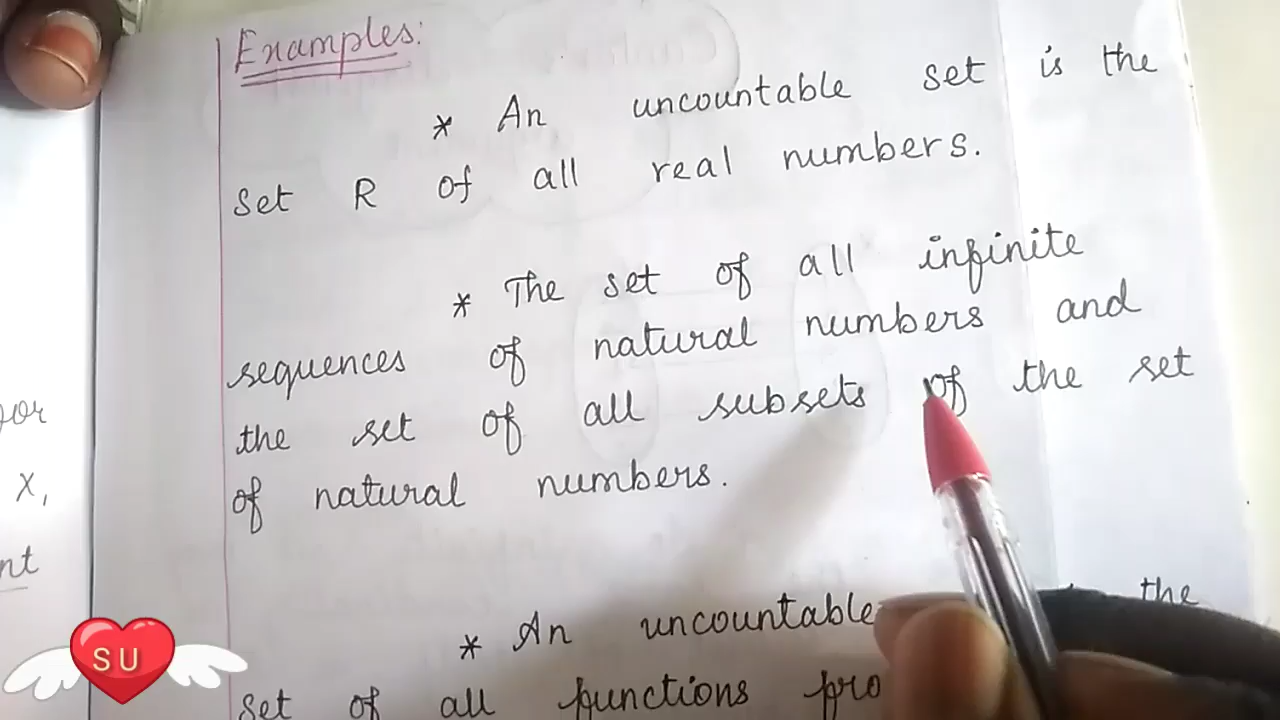 Examples:
* An uncountable set is the
set R of all real numbers.
* The set of all infinite
sequences of natural numbers and
the set of all subsets of the set
of natural numbers.
* An uncountable the
set of all functions
or
x,
nt
SU